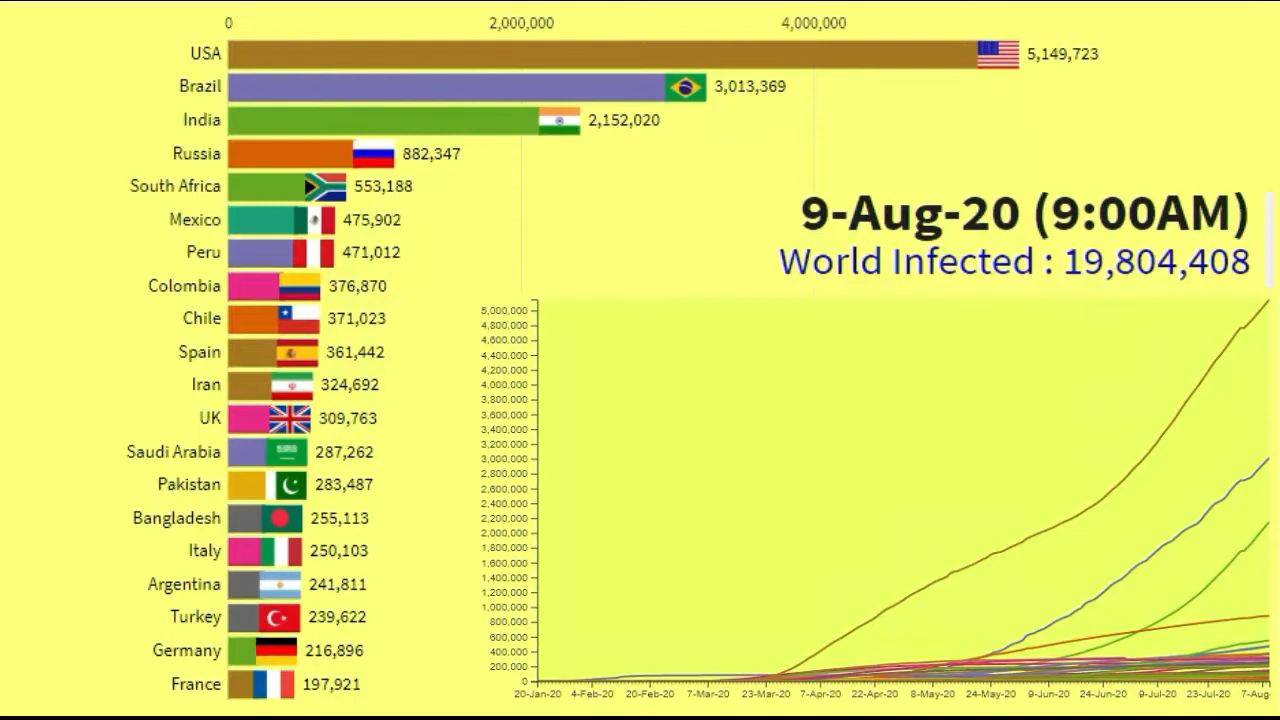 0 2,000,000 4,000,000
USA 5,149,723
Brazil 3,013,369
India 2,152,020
Russia 882,347
South Africa 553,188
Mexico 475,902
Peru 471,012
Colombia 376,870
Chile 371,023
Spain 361,442
Iran 324,692
UK 309,763
Saudi Arabia 287,262
Pakistan 283,487
Bangladesh 255,113
Italy 250,103
Argentina 241,811
Turkey 239,622
Germany 216,896
France 197,921
9-Aug-20 (9:00AM)
World Infected : 19,804,408
5,000,000
4,800,000
4,600,000
4,400,000
4,200,000
4,000,000
3,800,000
3,600,000
3,400,000
3,200,000
3,000,000
2,800,000
2,600,000
2,400,000
2,200,000
2,000,000
1,800,000
1,600,000
1,400,000
1,200,000
1,000,000
800,000
600,000
400,000
200,000
0
20-Jan-20 4-Feb-20 20-Feb-20 7-Mar-20 23-Mar-20 7-Apr-20 22-Apr-20 8-May-20 24-May-20 9-Jun-20 24-Jun-20 9-Jul-20 23-Jul-20 7-Aug-